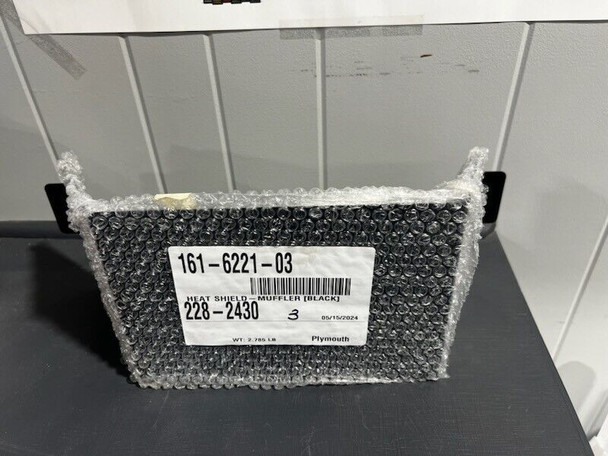 161-6221-03
HEAT SHIELD-MUFFLER [BLACK]
228-2430 3 05/15/2024
WT: 2.785 LB Plymouth